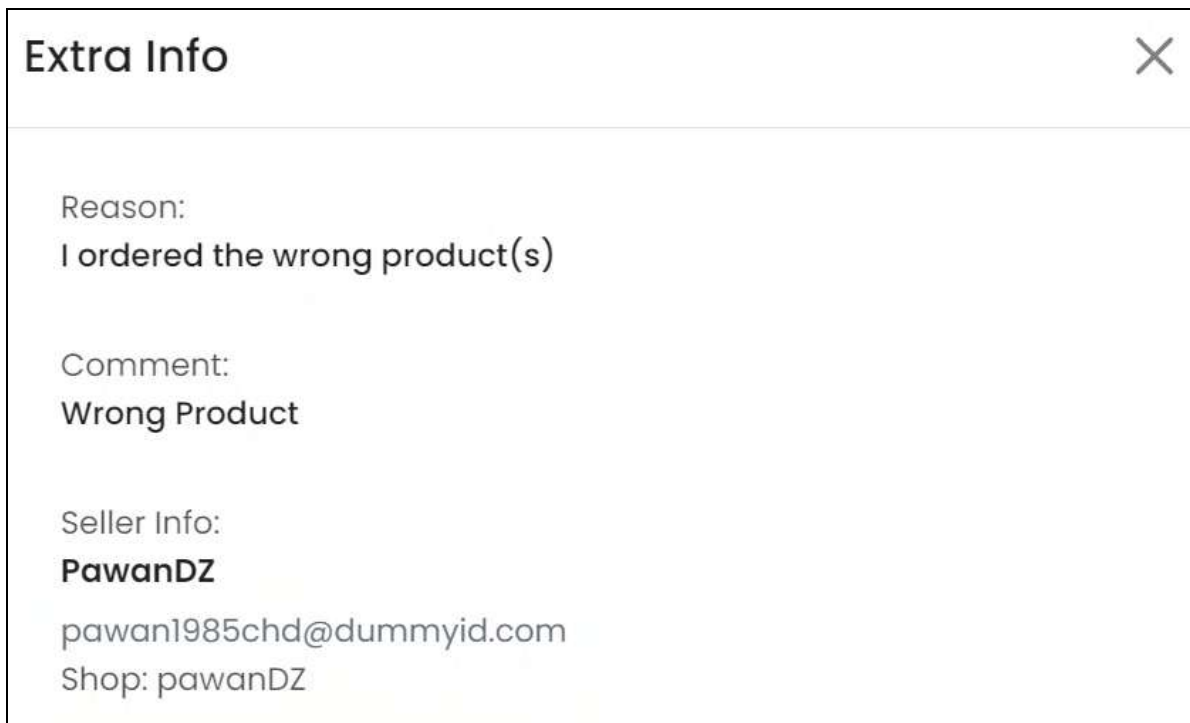 Extra Info
Reason:
I ordered the wrong product(s)
Comment:
Wrong Product
Seller Info:
PawanDZ
pawan1985chd@dummyid.com
Shop: pawanDZ